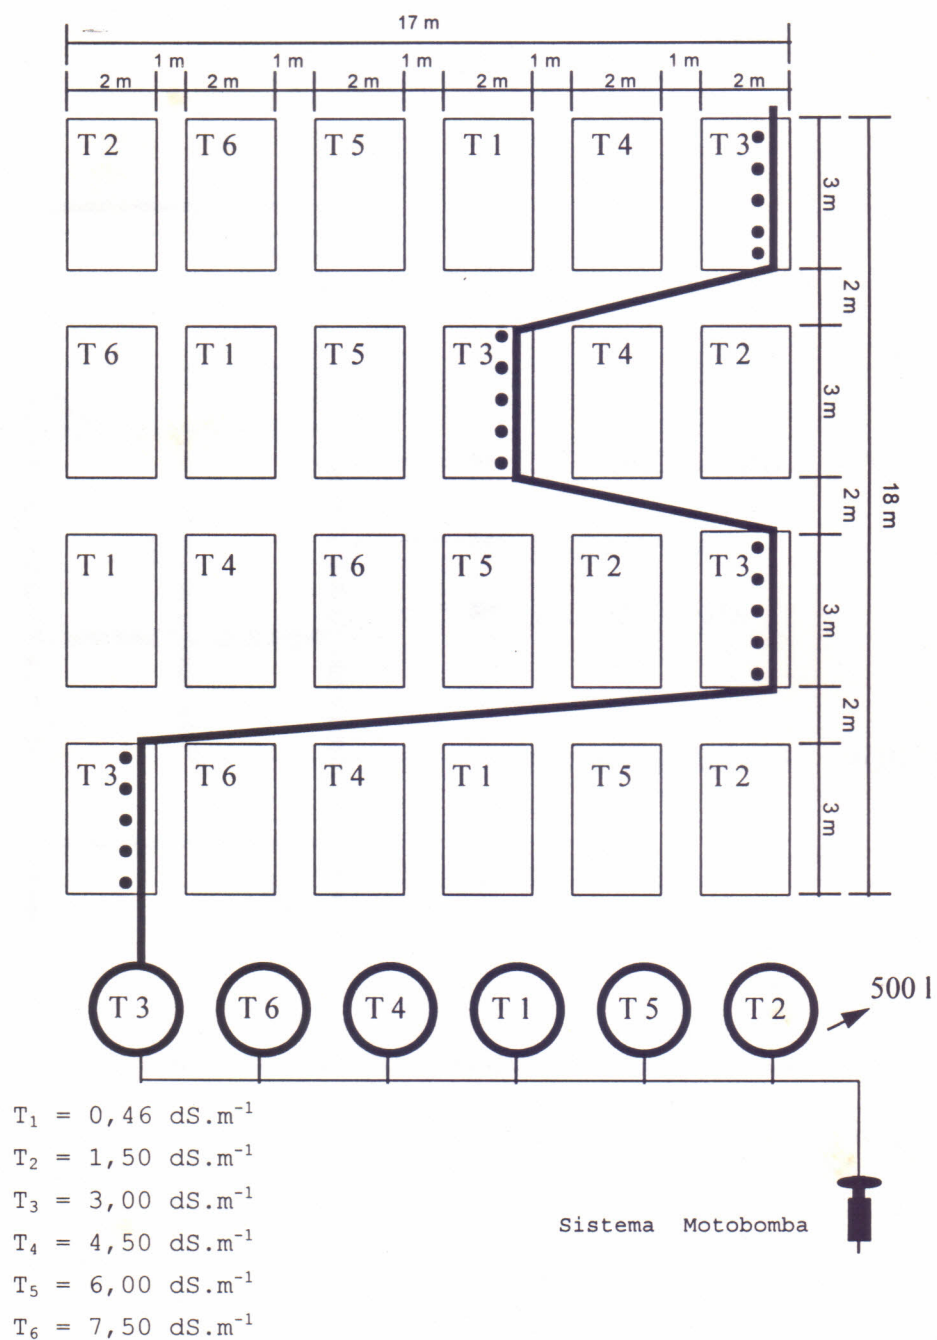 17 m
1 m 1 m 1 m 1 m 1 m
2 m 2 m 2 m 2 m 2 m 2 m
T 2 T 6 T 5 T 1 T 4 T 3
3 m
2 m
T 6 T 1 T 5 T 3 T 4 T 2
3 m
18 m
2 m
T 1 T 4 T 6 T 5 T 2 T 3
3 m
2 m
T 3 T 6 T 4 T 1 T 5 T 2
3 m
T 3 T 6 T 4 T 1 T 5 T 2 500 l
T₁ = 0,46 dS.m⁻¹
T₂ = 1,50 dS.m⁻¹
T₃ = 3,00 dS.m⁻¹
Sistema Motobomba
T₄ = 4,50 dS.m⁻¹
T₅ = 6,00 dS.m⁻¹
T₆ = 7,50 dS.m⁻¹